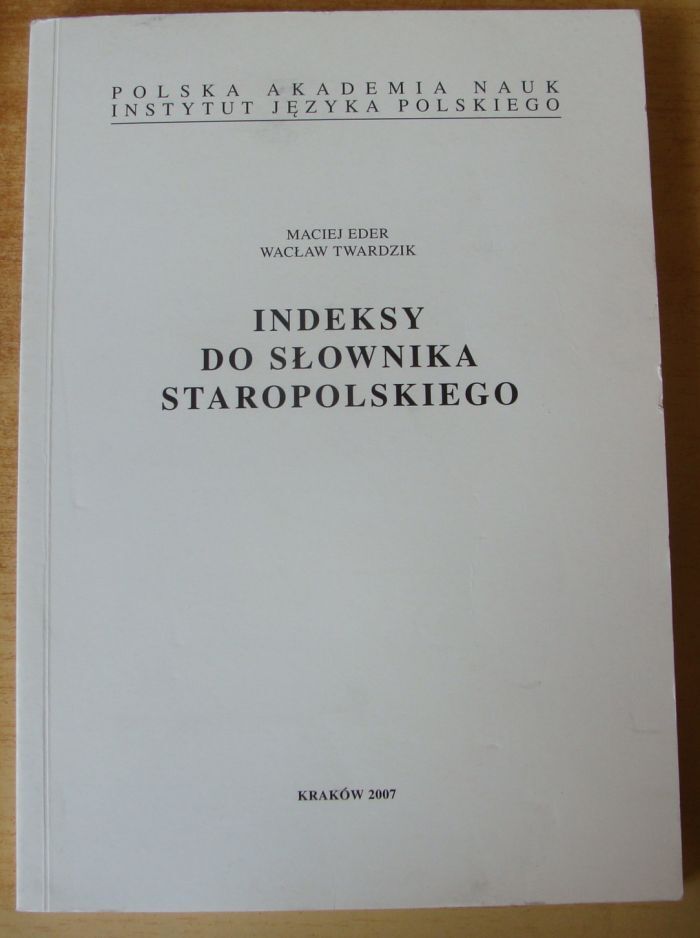 POLSKA AKADEMIA NAUK
INSTYTUT JĘZYKA POLSKIEGO
MACIEJ EDER
WACŁAW TWARDZIK
INDEKSY
DO SŁOWNIKA
STAROPOLSKIEGO
KRAKÓW 2007